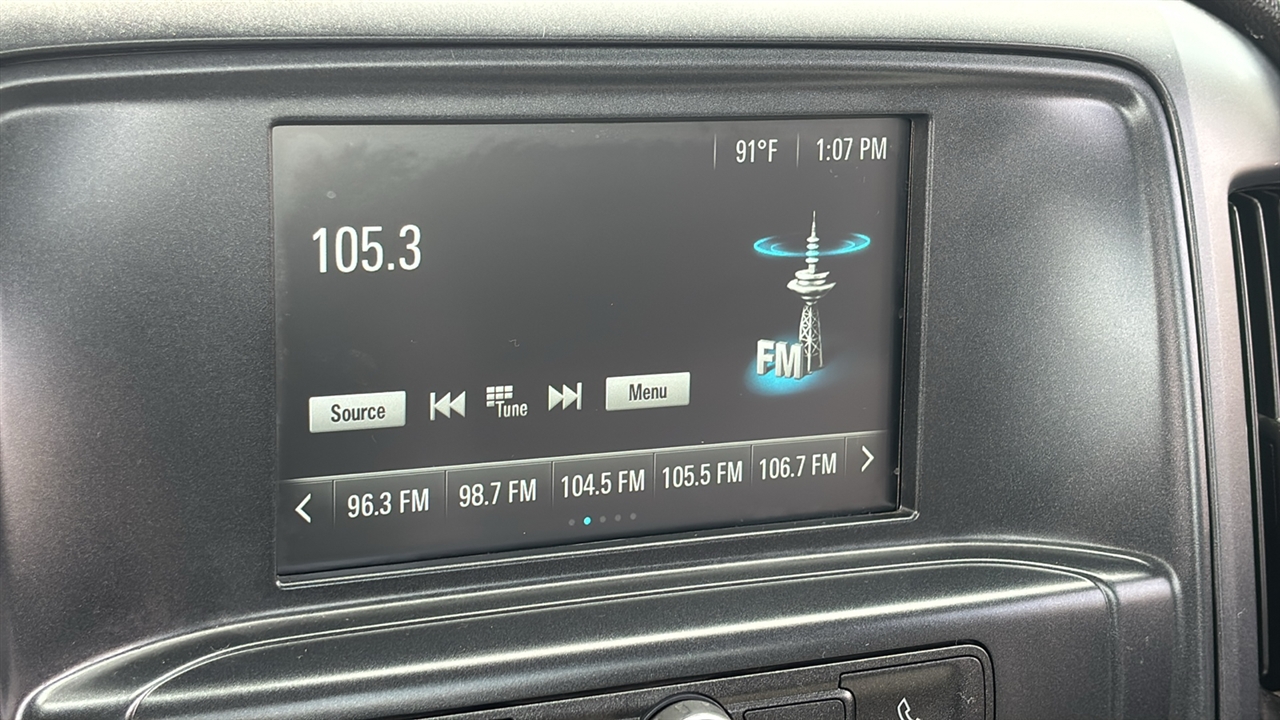 91°F 1:07 PM
105.3
FM
Source Tune Menu
96.3 FM 98.7 FM 104.5 FM 105.5 FM 106.7 FM